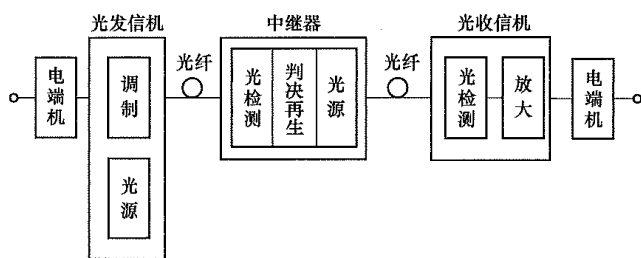 光发信机
中继器
光收信机
电端机
调制
光源
光纤
光检测
判决再生
光源
光纤
光检测
放大
电端机